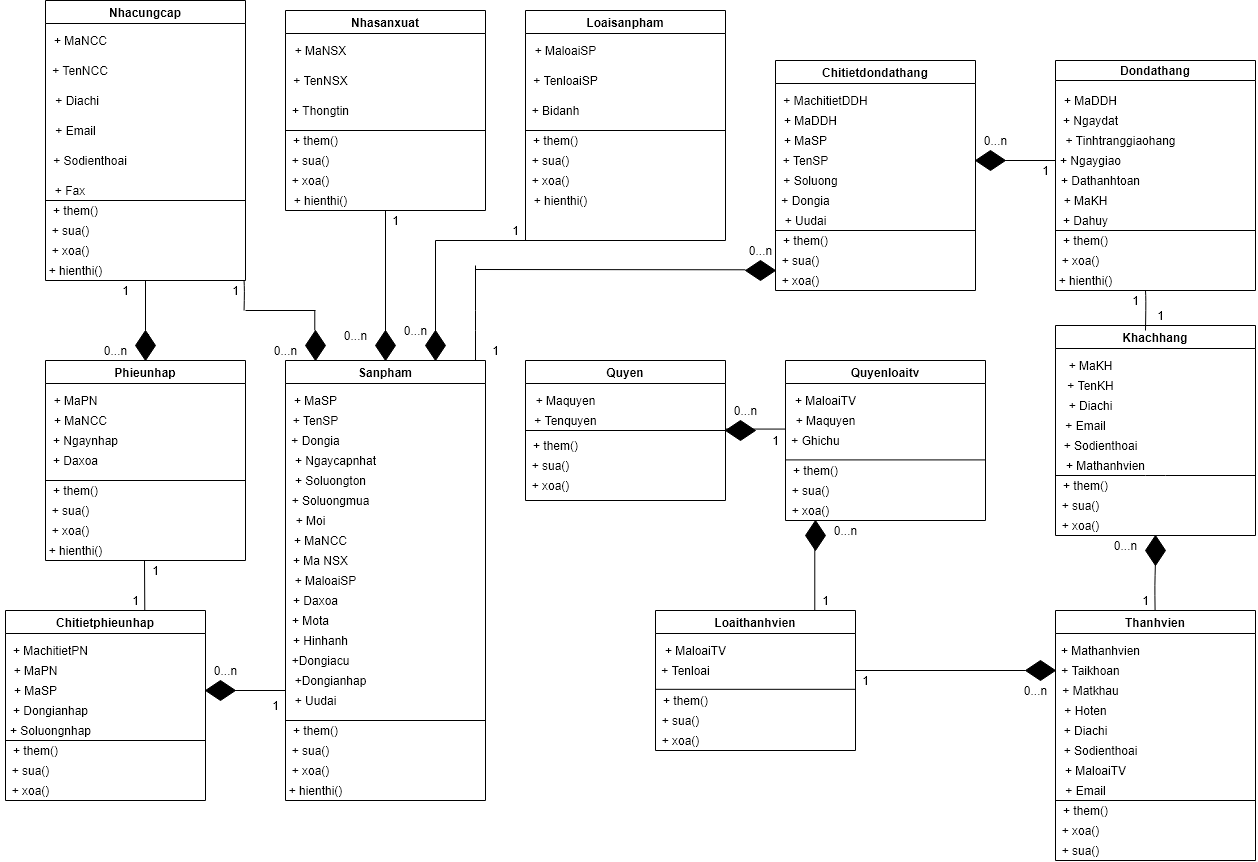 Nhacungcap
+ MaNCC
+ TenNCC
+ Diachi
+ Email
+ Sodienthoai
+ Fax
+ them()
+ sua()
+ xoa()
+ hienthi()
1
1
Nhasanxuat
+ MaNSX
+ TenNSX
+ Thongtin
+ them()
+ sua()
+ xoa()
+ hienthi()
1
Loaisanpham
+ MaloaiSP
+ TenloaiSP
+ Bidanh
+ them()
+ sua()
+ xoa()
+ hienthi()
1
Chitietdondathang
+ MachitietDDH
+ MaDDH
+ MaSP
+ TenSP
+ Soluong
+ Dongia
+ Uudai
+ them()
+ sua()
+ xoa()
0...n
0...n
1
Dondathang
+ MaDDH
+ Ngaydat
+ Tinhtranggiaohang
+ Ngaygiao
+ Dathanhtoan
+ MaKH
+ Dahuy
+ them()
+ xoa()
+ hienthi()
1
1
0...n
0...n
0...n
0...n
1
Phieunhap
+ MaPN
+ MaNCC
+ Ngaynhap
+ Daxoa
+ them()
+ sua()
+ xoa()
+ hienthi()
1
1
Sanpham
+ MaSP
+ TenSP
+ Dongia
+ Ngaycapnhat
+ Soluongton
+ Soluongmua
+ Moi
+ MaNCC
+ Ma NSX
+ MaloaiSP
+ Daxoa
+ Mota
+ Hinhanh
+Dongiacu
+Dongianhap
+ Uudai
+ them()
+ sua()
+ xoa()
+ hienthi()
Quyen
+ Maquyen
+ Tenquyen
+ them()
+ sua()
+ xoa()
0...n
1
Quyenloaitv
+ MaloaiTV
+ Maquyen
+ Ghichu
+ them()
+ sua()
+ xoa()
0...n
1
Khachhang
+ MaKH
+ TenKH
+ Diachi
+ Email
+ Sodienthoai
+ Mathanhvien
+ them()
+ sua()
+ xoa()
0...n
1
Chitietphieunhap
+ MachitietPN
+ MaPN
+ MaSP
+ Dongianhap
+ Soluongnhap
+ them()
+ sua()
+ xoa()
0...n
1
Loaithanhvien
+ MaloaiTV
+ Tenloai
+ them()
+ sua()
+ xoa()
1
0...n
Thanhvien
+ Mathanhvien
+ Taikhoan
+ Matkhau
+ Hoten
+ Diachi
+ Sodienthoai
+ MaloaiTV
+ Email
+ them()
+ xoa()
+ sua()